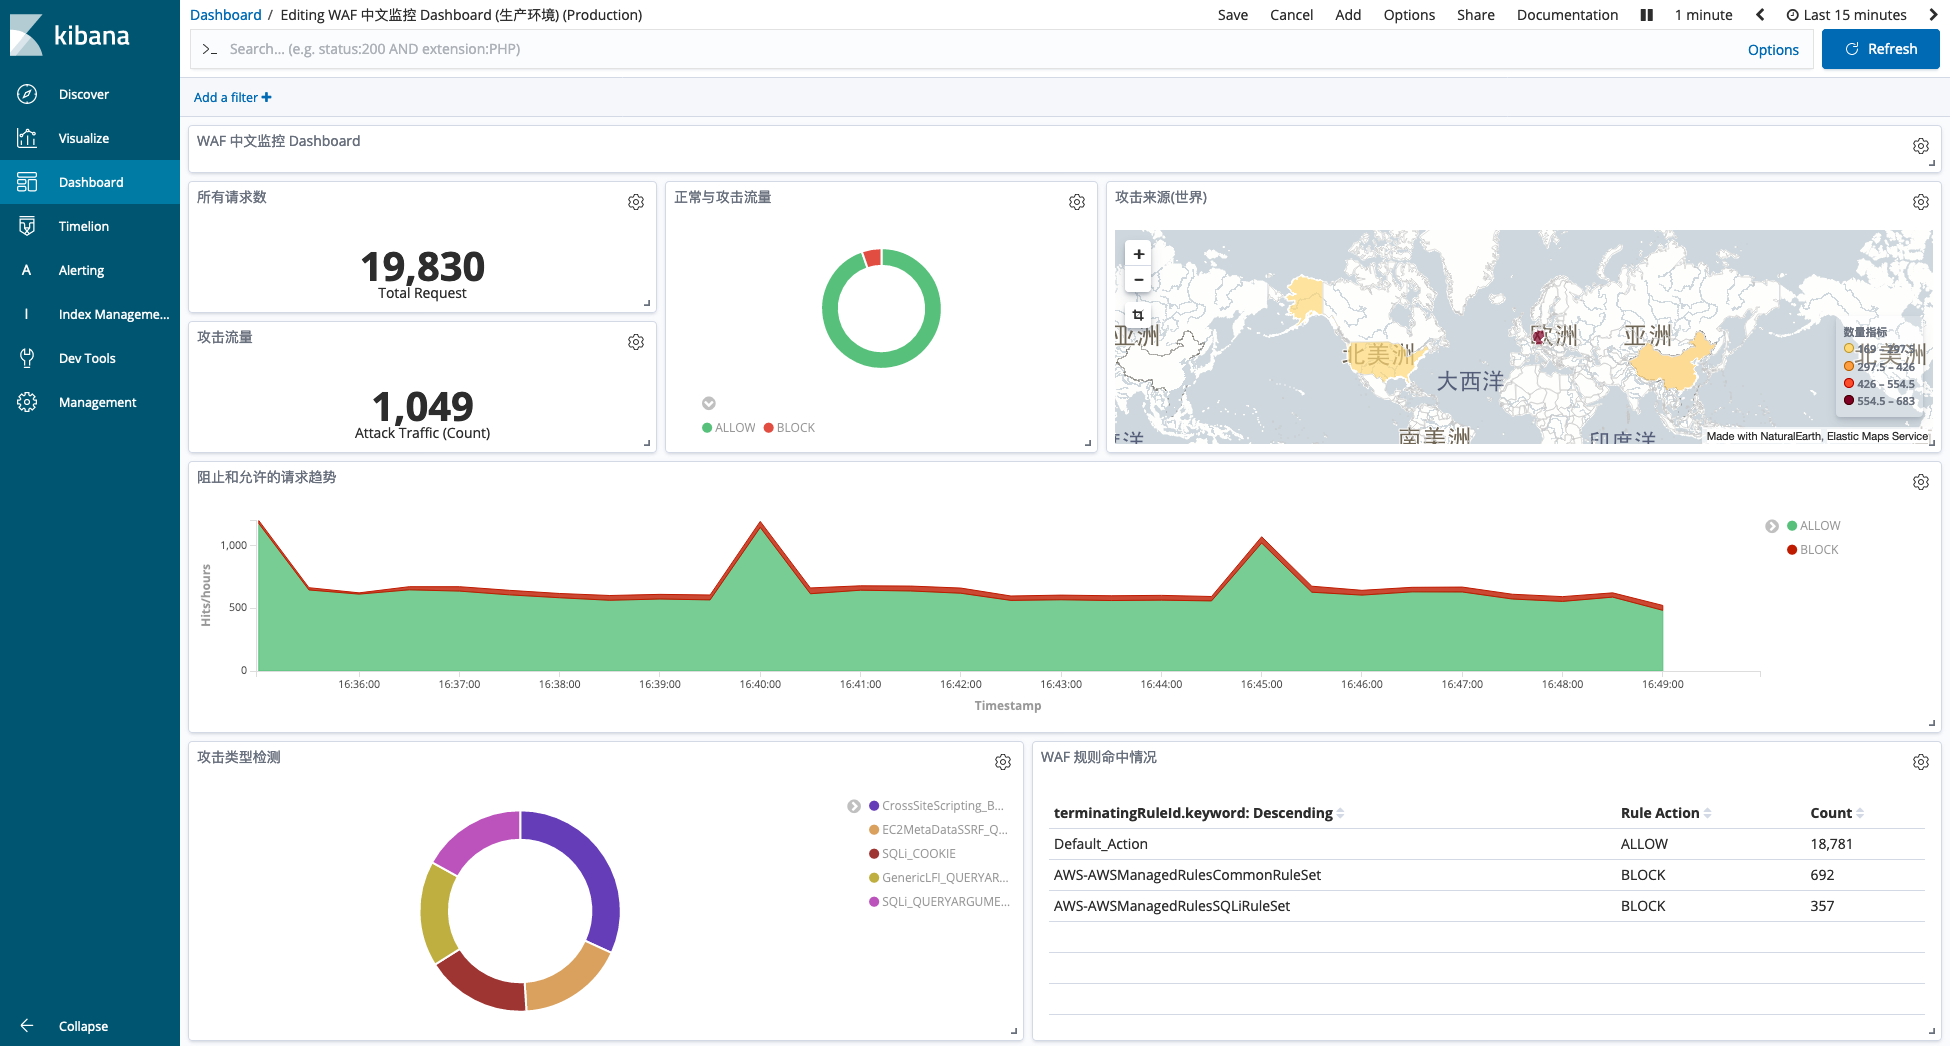 kibana
Discover
Visualize
Dashboard
Timelion
A Alerting
I Index Manageme...
Dev Tools
Management
Collapse
Dashboard / Editing WAF 中文监控 Dashboard (生产环境) (Production)
Save Cancel Add Options Share Documentation 1 minute Last 15 minutes
>_ Search... (e.g. status:200 AND extension:PHP) Options Refresh
Add a filter +
WAF 中文监控 Dashboard
所有请求数
19,830
Total Request
攻击流量
1,049
Attack Traffic (Count)
正常与攻击流量
ALLOW BLOCK
攻击来源(世界)
+
−
亚洲
北美洲
欧洲
亚洲
北美洲
大西洋
南美洲
印度洋
数量指标
297.5 – 426
426 – 554.5
554.5 – 683
Made with NaturalEarth, Elastic Maps Service
阻止和允许的请求趋势
ALLOW
BLOCK
Hits/hours
1,000
500
0
16:36:00 16:37:00 16:38:00 16:39:00 16:40:00 16:41:00 16:42:00 16:43:00 16:44:00 16:45:00 16:46:00 16:47:00 16:48:00 16:49:00
Timestamp
攻击类型检测
CrossSiteScripting_B...
EC2MetaDataSSRF_Q...
SQLi_COOKIE
GenericLFI_QUERYAR...
SQLi_QUERYARGUME...
WAF 规则命中情况
terminatingRuleId.keyword: Descending Rule Action Count
Default_Action ALLOW 18,781
AWS-AWSManagedRulesCommonRuleSet BLOCK 692
AWS-AWSManagedRulesSQLiRuleSet BLOCK 357